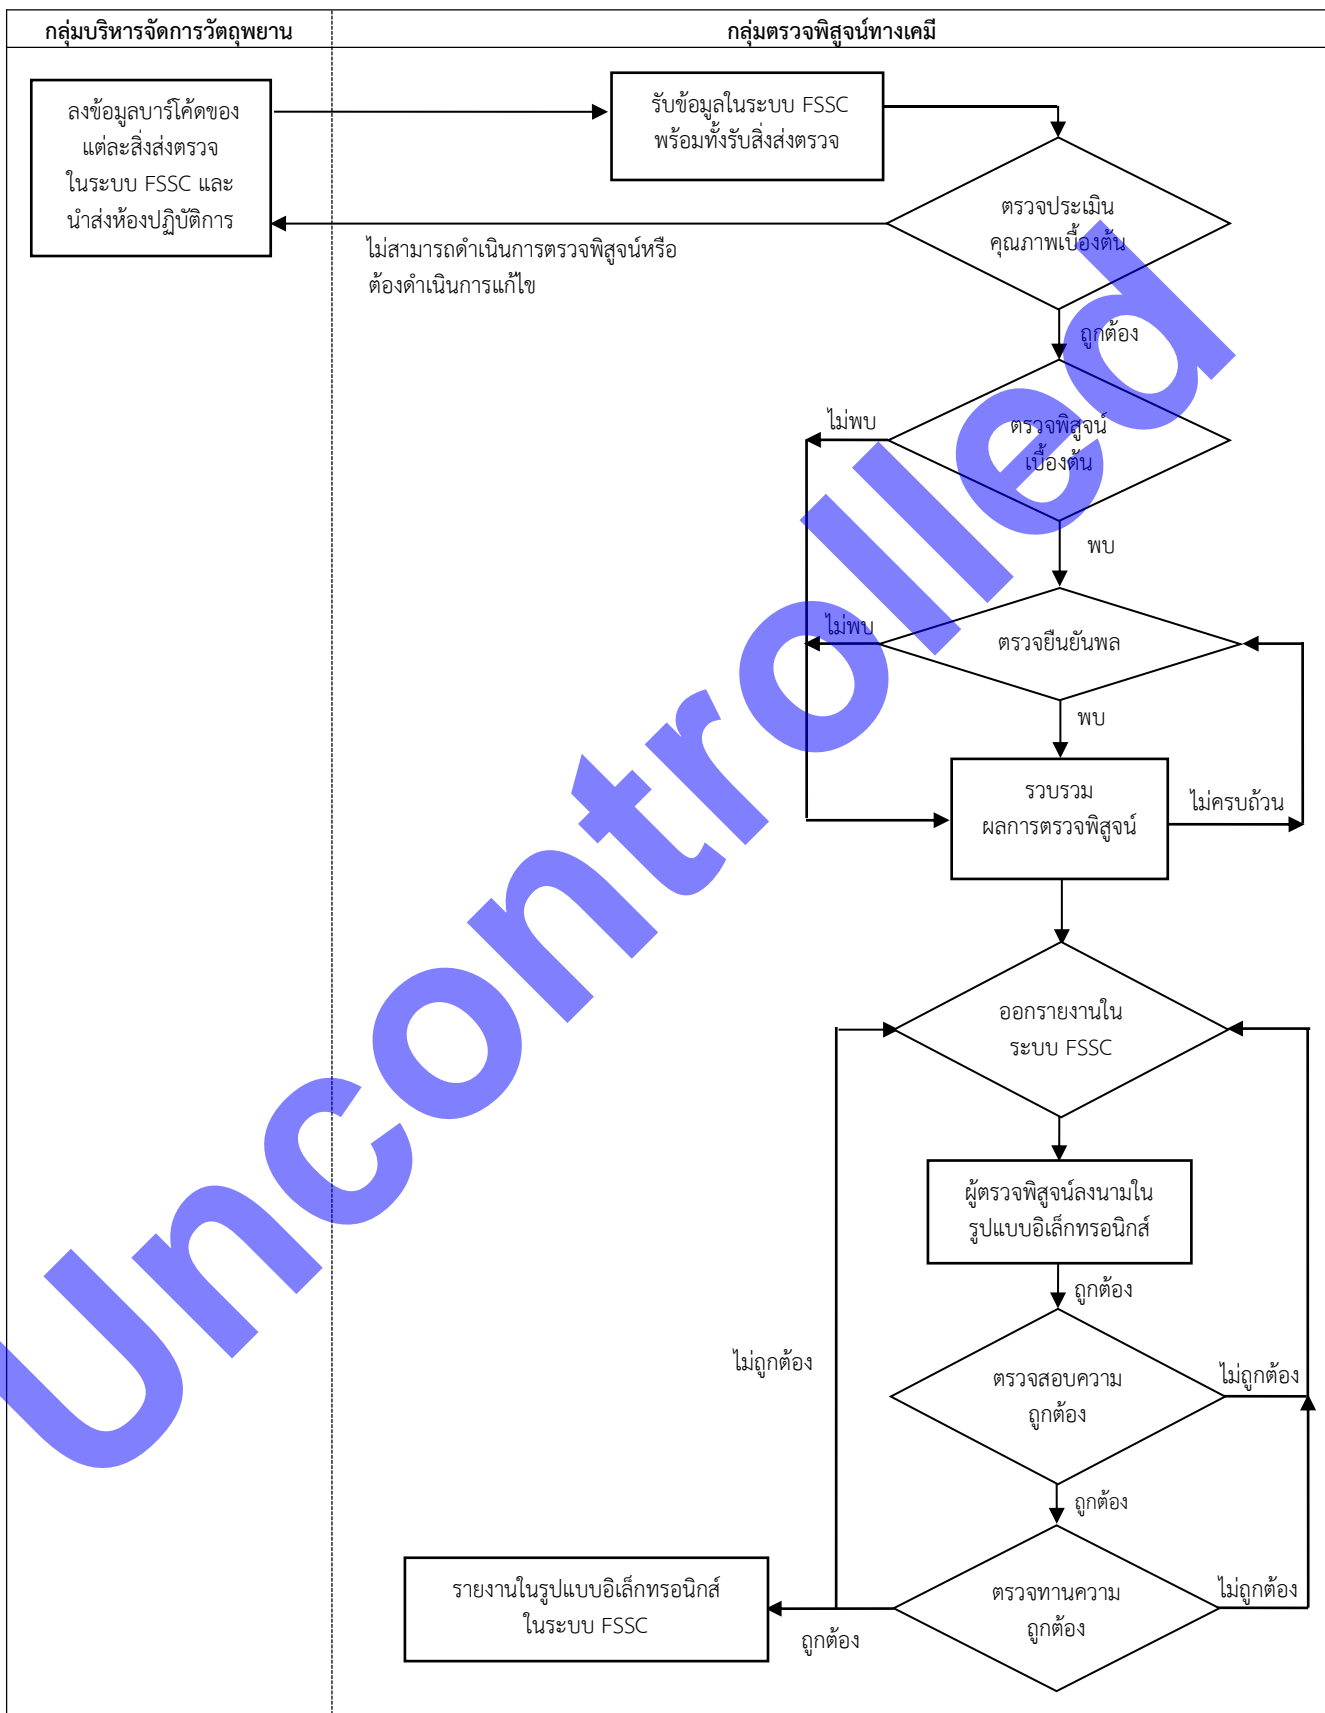 กลุ่มบริหารจัดการวัตถุพยาน
กลุ่มตรวจพิสูจน์ทางเคมี
ลงข้อมูลบาร์โค้ดของ
แต่ละสิ่งส่งตรวจ
ในระบบ FSSC และ
นำส่งห้องปฏิบัติการ
รับข้อมูลในระบบ FSSC
พร้อมทั้งรับสิ่งส่งตรวจ
ตรวจประเมิน
คุณภาพเบื้องต้น
ไม่สามารถดำเนินการตรวจพิสูจน์หรือ
ต้องดำเนินการแก้ไข
ถูกต้อง
ตรวจพิสูจน์
เบื้องต้น
ไม่พบ
พบ
ตรวจยืนยันพล
ไม่พบ
พบ
รวบรวม
ผลการตรวจพิสูจน์
ไม่ครบถ้วน
ออกรายงานใน
ระบบ FSSC
ผู้ตรวจพิสูจน์ลงนามใน
รูปแบบอิเล็กทรอนิกส์
ถูกต้อง
ไม่ถูกต้อง
ตรวจสอบความ
ถูกต้อง
ไม่ถูกต้อง
ถูกต้อง
ตรวจทานความ
ถูกต้อง
ไม่ถูกต้อง
ถูกต้อง
รายงานในรูปแบบอิเล็กทรอนิกส์
ในระบบ FSSC
Uncontrolled